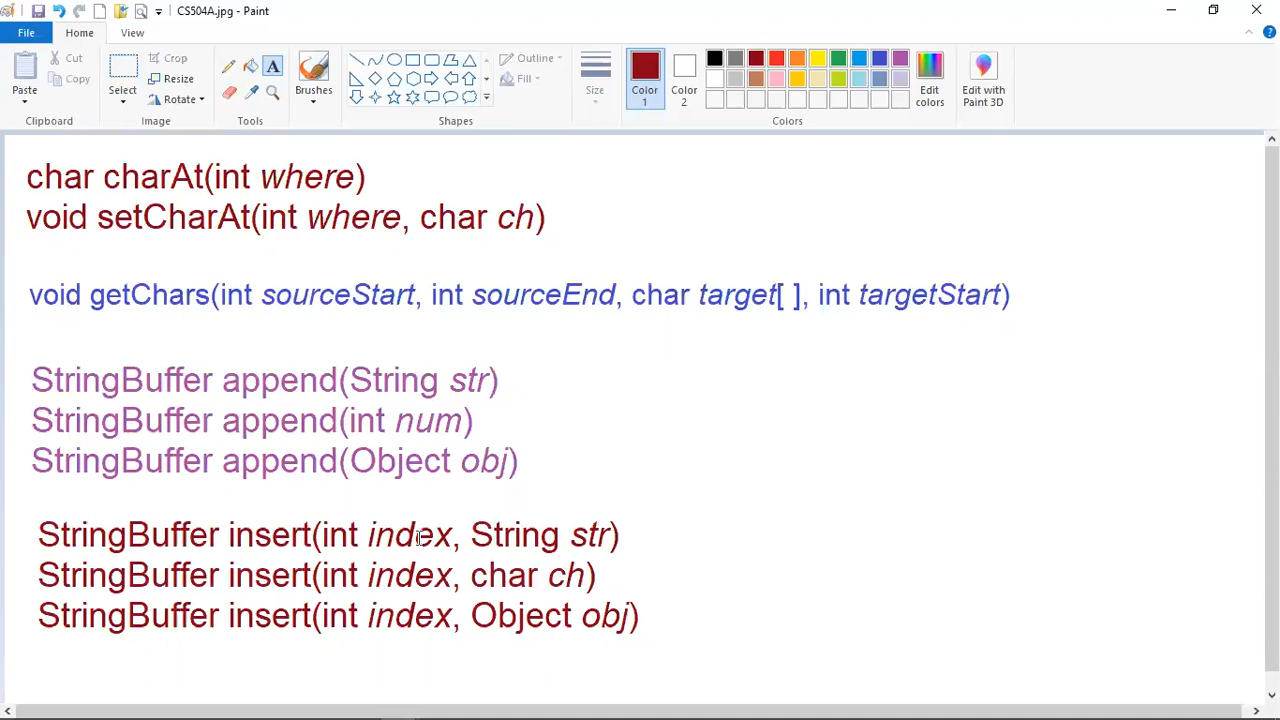 CS504A.jpg - Paint
File Home View
Paste
Cut
Copy
Clipboard
Select
Crop
Resize
Rotate
Image
A
Tools
Brushes
Shapes
Outline
Fill
Size
Color 1
Color 2
Colors
Edit colors
Edit with Paint 3D
char charAt(int where)
void setCharAt(int where, char ch)
void getChars(int sourceStart, int sourceEnd, char target[ ], int targetStart)
StringBuffer append(String str)
StringBuffer append(int num)
StringBuffer append(Object obj)
StringBuffer insert(int index, String str)
StringBuffer insert(int index, char ch)
StringBuffer insert(int index, Object obj)